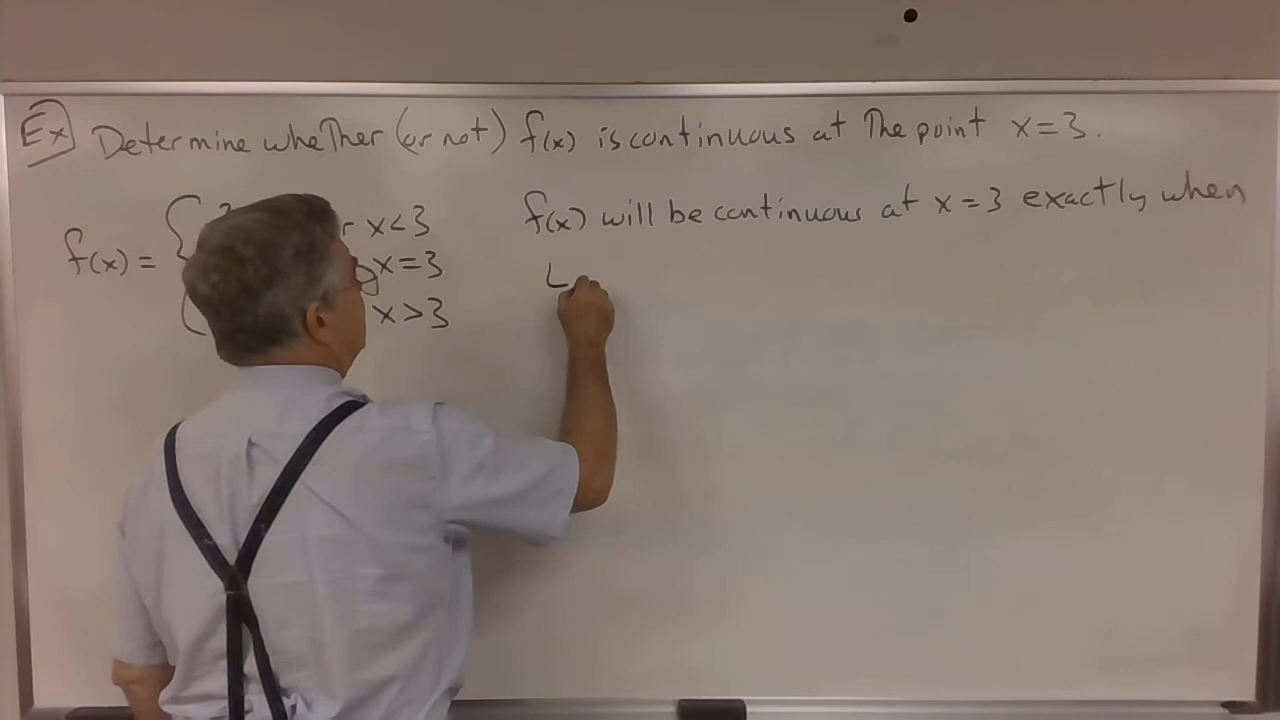 Ex Determine whether (or not) f(x) is continuous at the point x=3.
f(x) will be continuous at x=3 exactly when
x<3
f(x)= x=3
x>3